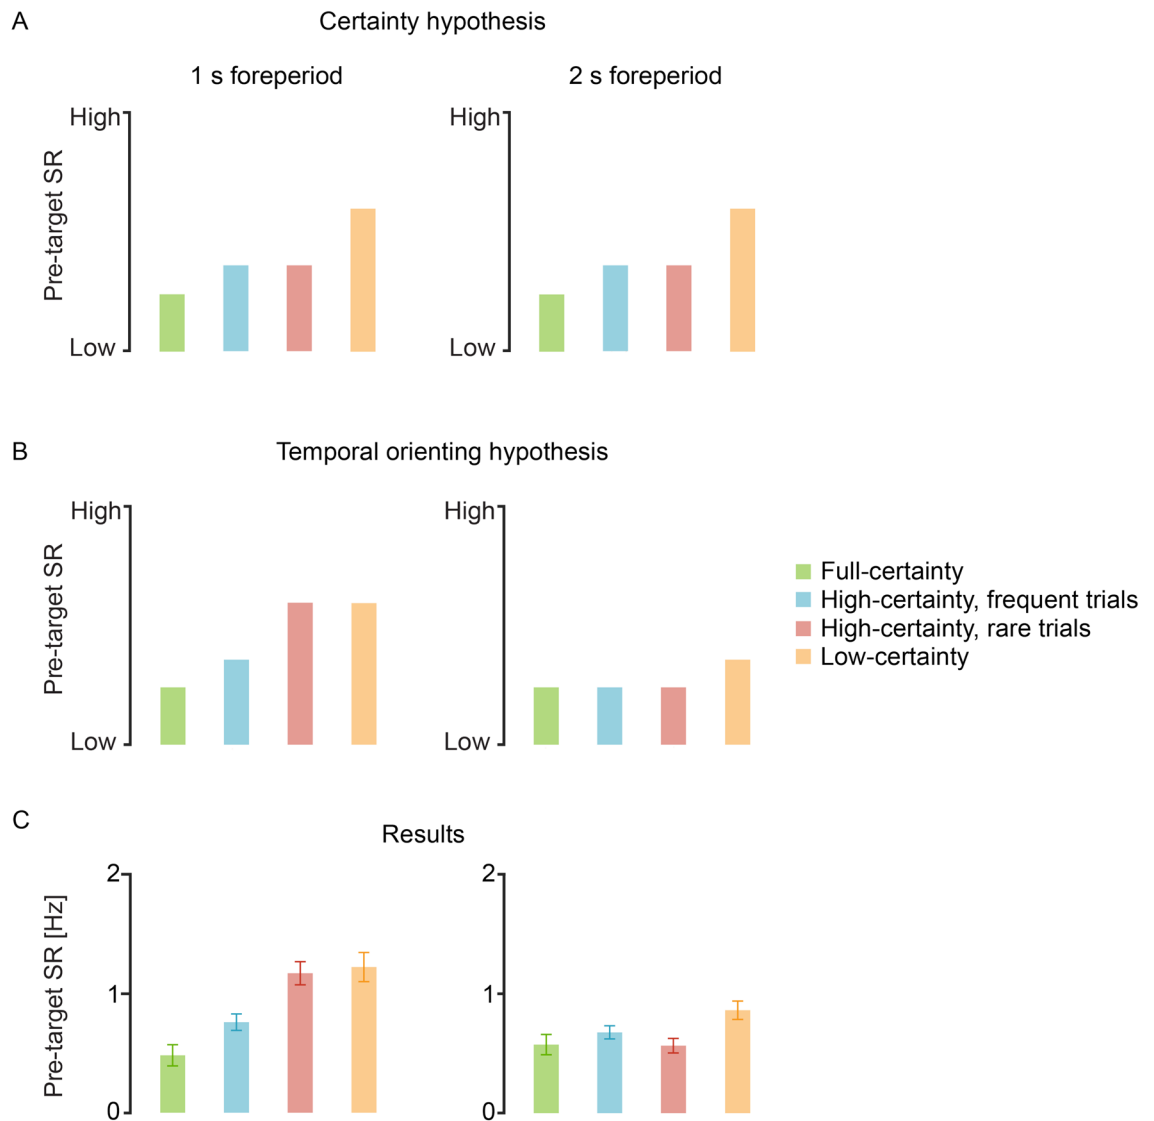 A
Certainty hypothesis
1 s foreperiod
2 s foreperiod
High
Low
Pre-target SR
High
Low
B
Temporal orienting hypothesis
High
Low
Pre-target SR
High
Low
Full-certainty
High-certainty, frequent trials
High-certainty, rare trials
Low-certainty
C
Results
2
1
0
Pre-target SR [Hz]
2
1
0